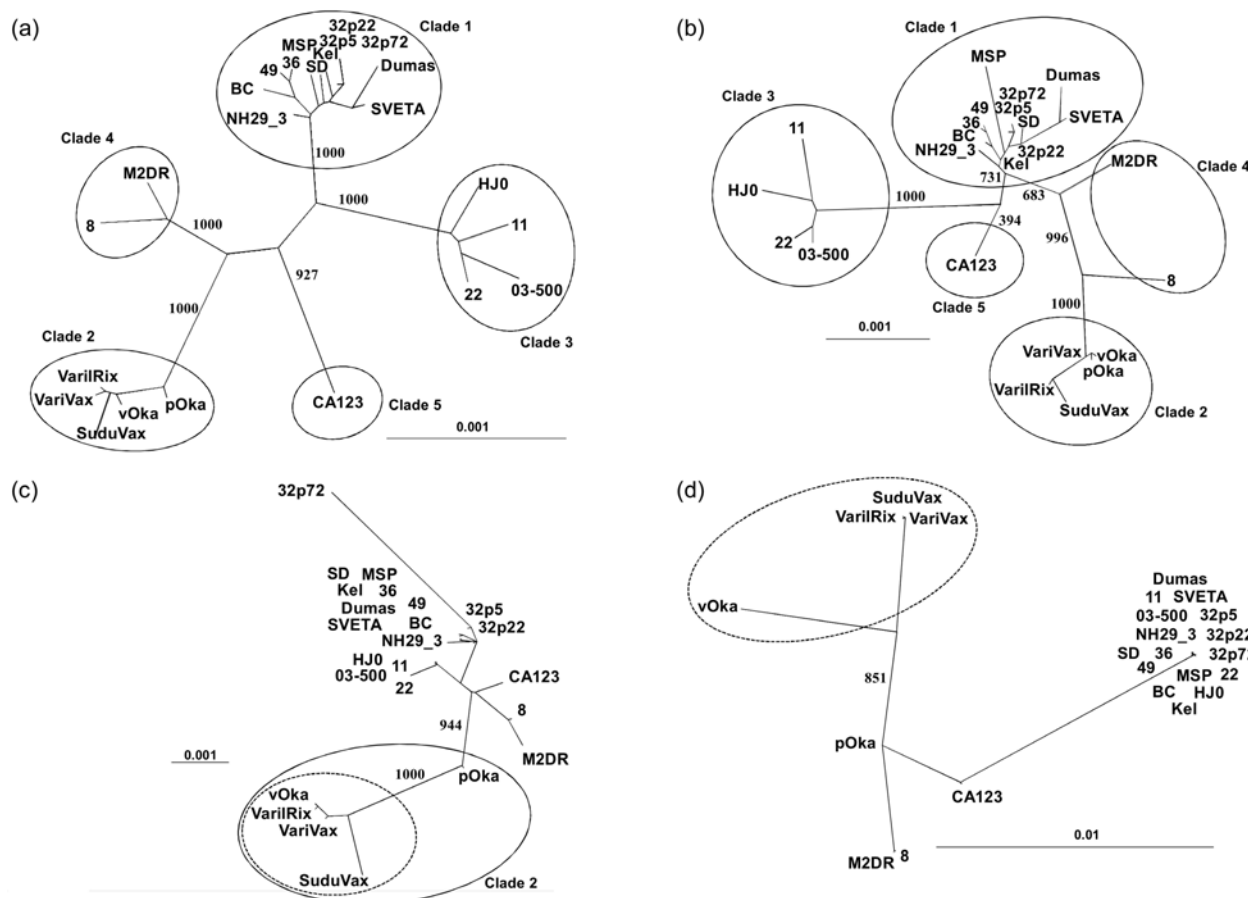 (a)
Clade 1
32p22
MSP 32p5 32p72
36 Kel
49 SD
Dumas
BC
SVETA
NH29_3
Clade 4
1000
M2DR
HJ0
1000
1000
8
11
927
1000
22
03-500
Clade 2
Clade 3
VarilRix
VariVax
vOka
pOka
CA123
Clade 5
SuduVax
0.001
(b)
Clade 1
MSP
Clade 3
Dumas
32p72
49 32p5
11
36
SD
SVETA
BC
NH29_3
32p22
Kel
M2DR
Clade 4
HJ0
731
1000
683
394
22
03-500
996
CA123
8
Clade 5
1000
0.001
VariVax
vOka
pOka
VarilRix
SuduVax
Clade 2
(c)
32p72
SD MSP
Kel 36
49
Dumas
32p5
SVETA
BC
32p22
NH29_3
HJ0
11
03-500
CA123
22
8
944
0.001
M2DR
1000
pOka
vOka
VarilRix
VariVax
SuduVax
Clade 2
(d)
SuduVax
VarilRix VariVax
Dumas
11 SVETA
vOka
03-500 32p5
NH29_3 32p22
SD 36 32p72
49
851
MSP 22
BC HJ0
Kel
pOka
CA123
0.01
M2DR 8